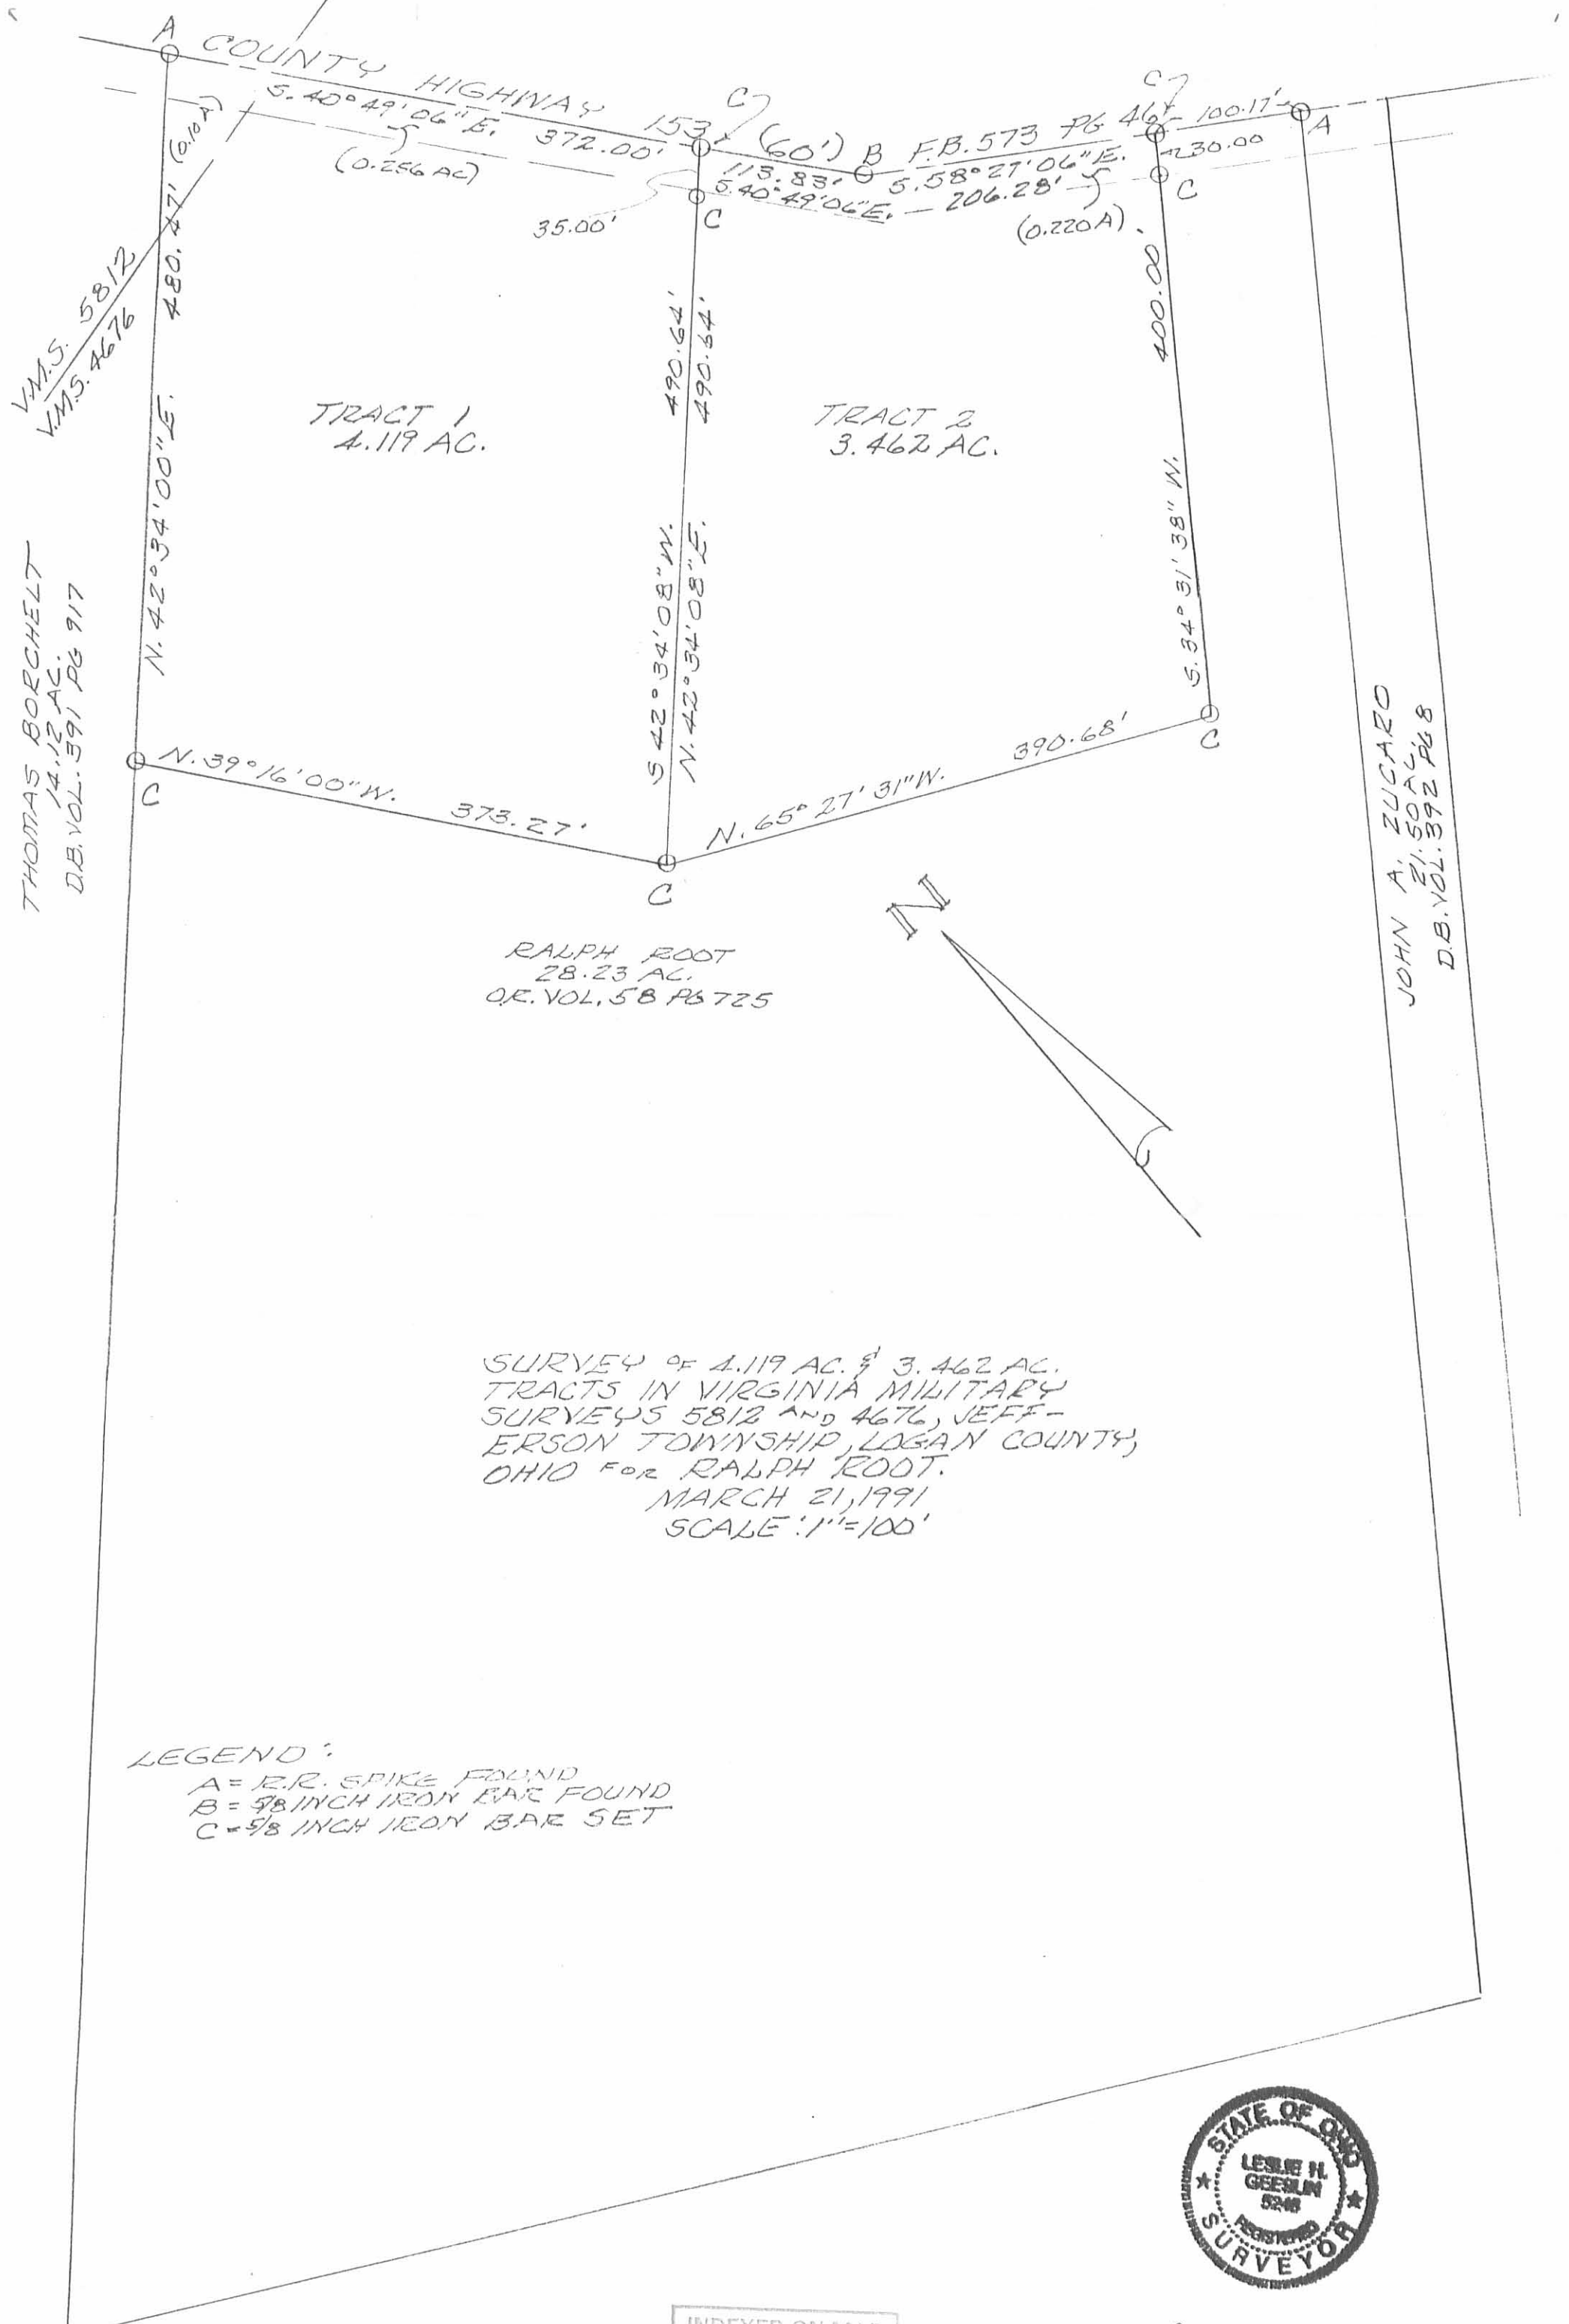 A
COUNTY HIGHWAY 153 (60') F.B. 573 PG 46
S. 40° 49' 06" E. 372.00'
(0.256 AC)
(0.10 A)
C
113.83'
S. 40° 49' 06" E.
B
S. 58° 27' 06" E.
206.28'
(0.220 A)
C
100.17'
A
30.00
C
35.00'
C
V.M.S. 5812
V.M.S. 4676
N. 42° 34' 00" E. 480.47'
TRACT 1
4.119 AC.
S 42° 34' 08" W. 490.64'
N. 42° 34' 08" E. 490.64'
TRACT 2
3.462 AC.
S. 34° 31' 38" W. 400.00
THOMAS BORCHELT
14.12 AC.
D.B. VOL. 391 PG 917
C
N. 39° 16' 00" W. 373.27'
C
N. 65° 27' 31" W. 390.68'
C
JOHN A. ZUCARO
21.50 AC.
D.B. VOL. 392 PG 8
RALPH ROOT
28.23 AC.
O.R. VOL. 58 PG 725
N
SURVEY OF 4.119 AC. & 3.462 AC.
TRACTS IN VIRGINIA MILITARY
SURVEYS 5812 AND 4676, JEFF-
ERSON TOWNSHIP, LOGAN COUNTY,
OHIO FOR RALPH ROOT.
MARCH 21, 1991
SCALE: 1"=100'
LEGEND:
A = R.R. SPIKE FOUND
B = 5/8 INCH IRON BAR FOUND
C = 5/8 INCH IRON BAR SET
STATE OF OHIO
LESLIE H.
GEESLIN
5248
REGISTERED
SURVEYOR